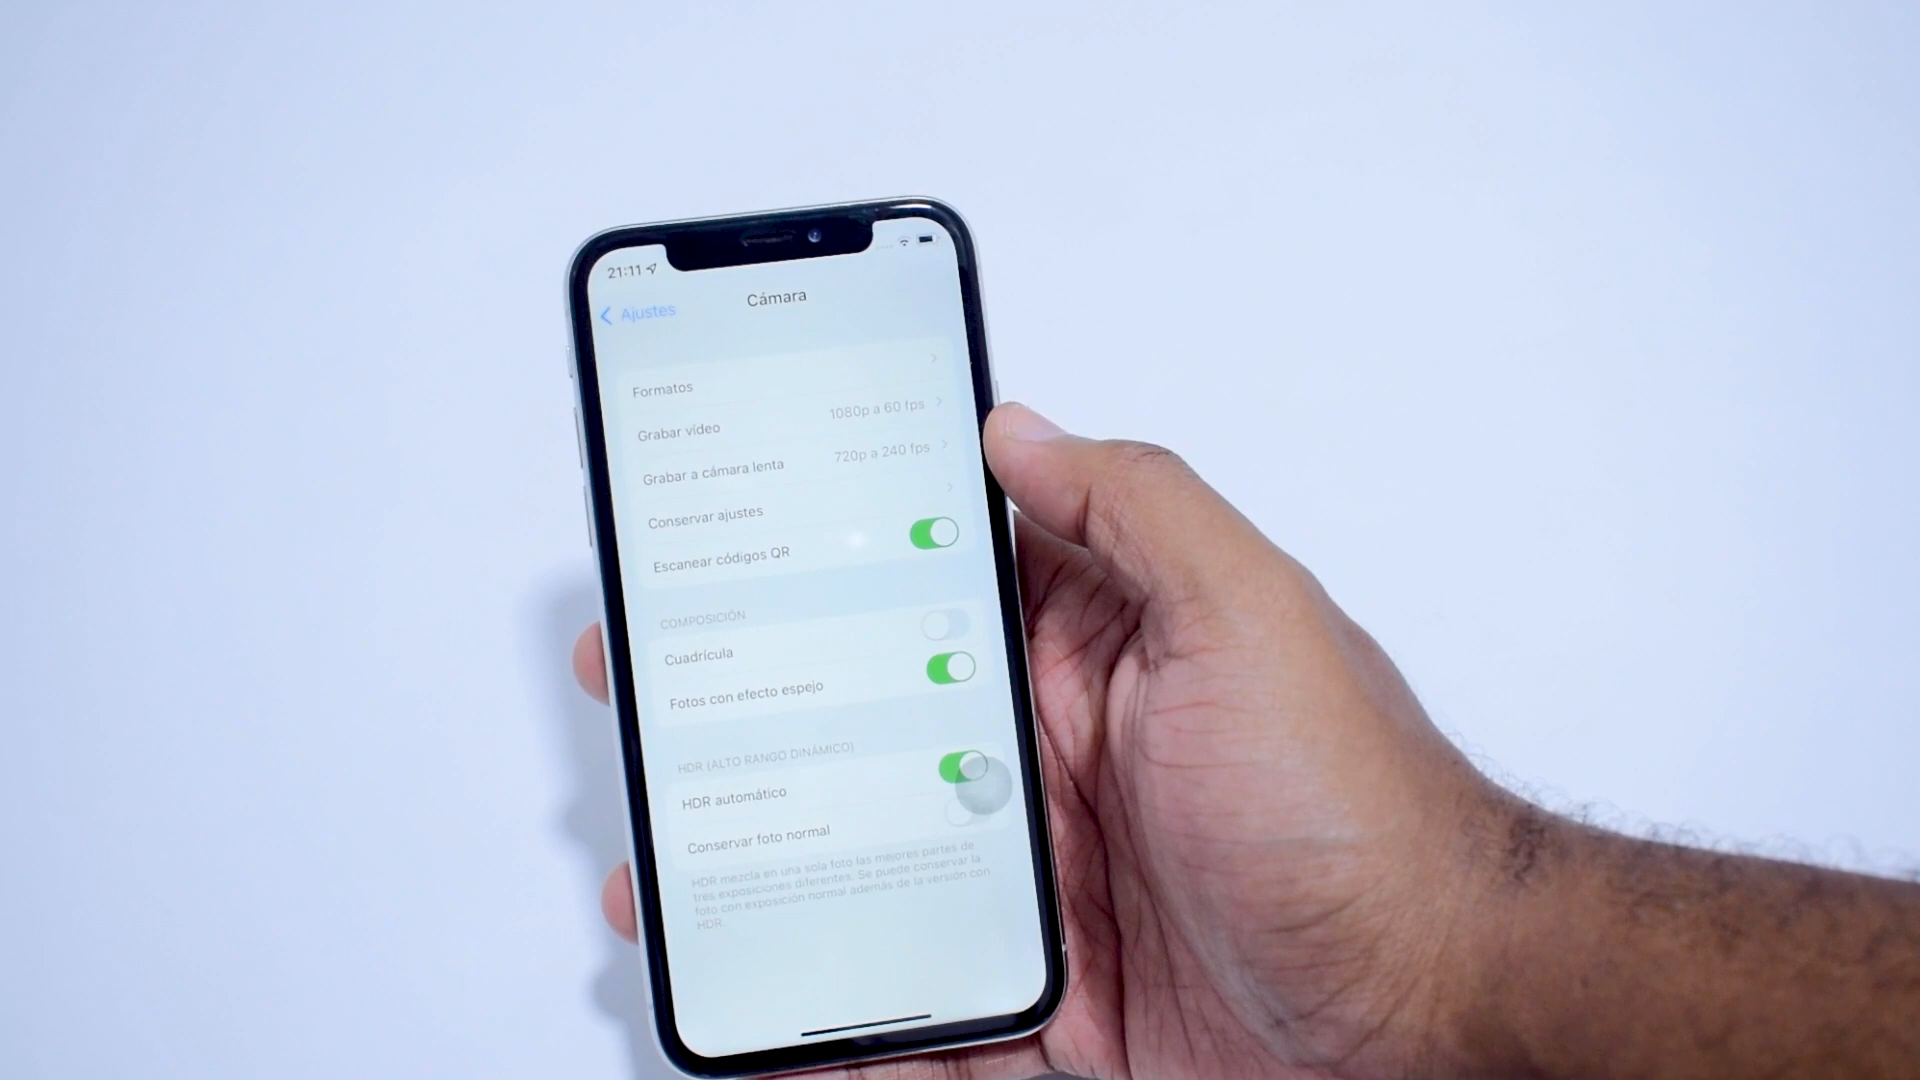 21:11
Ajustes
Cámara
Formatos
Grabar vídeo 1080p a 60 fps
Grabar a cámara lenta 720p a 240 fps
Conservar ajustes
Escanear códigos QR
COMPOSICIÓN
Cuadrícula
Fotos con efecto espejo
HDR (ALTO RANGO DINÁMICO)
HDR automático
Conservar foto normal
HDR mezcla en una sola foto las mejores partes de
tres exposiciones diferentes. Se puede conservar la
foto con exposición normal además de la versión con
HDR.